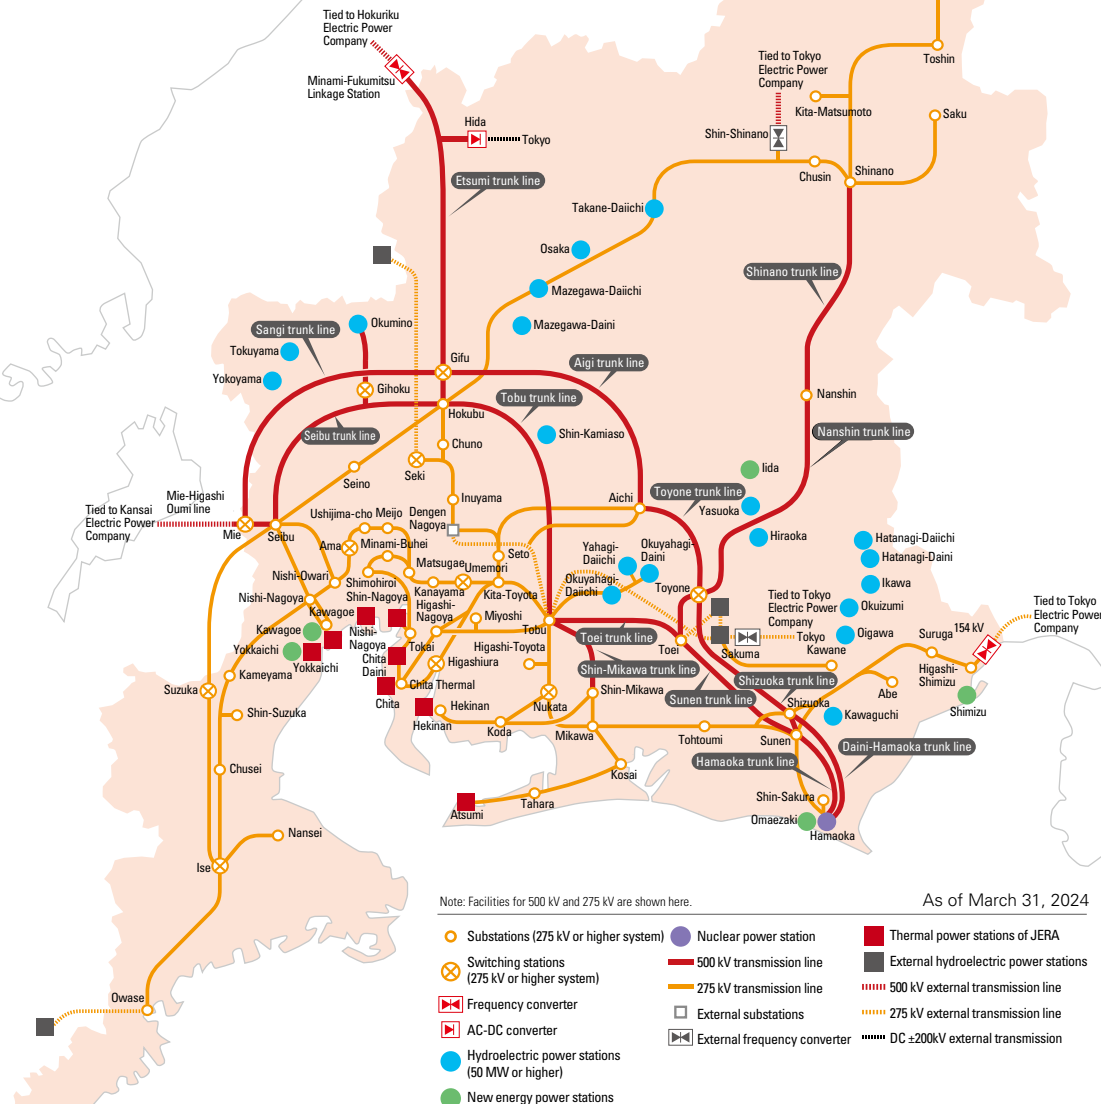 Tied to Hokuriku
Electric Power
Company
Minami-Fukumitsu
Linkage Station
Hida
Tokyo
Etsumi trunk line
Tied to Tokyo
Electric Power
Company
Toshin
Kita-Matsumoto
Saku
Shin-Shinano
Chusin
Shinano
Takane-Daiichi
Osaka
Shinano trunk line
Mazegawa-Daiichi
Mazegawa-Daini
Okumino
Sangi trunk line
Tokuyama
Yokoyama
Gifu
Aigi trunk line
Gihoku
Tobu trunk line
Nanshin
Hokubu
Seibu trunk line
Shin-Kamiaso
Nanshin trunk line
Chuno
Seki
Seino
Iida
Toyone trunk line
Yasuoka
Mie-Higashi
Oumi line
Tied to Kansai
Electric Power
Company
Mie
Seibu
Inuyama
Aichi
Ushijima-cho
Meijo
Dengen
Nagoya
Hiraoka
Hatanagi-Daiichi
Hatanagi-Daini
Ama
Minami-Buhei
Seto
Yahagi-
Daiichi
Okuyahagi-
Daini
Matsugae
Umemori
Nishi-Owari
Shimohiroi
Okuyahagi-
Daiichi
Toyone
Ikawa
Kanayama
Kita-Toyota
Nishi-Nagoya
Shin-Nagoya
Higashi-
Nagoya
Tied to Tokyo
Electric Power
Company
Okuizumi
Tied to Tokyo
Electric Power
Company
Kawagoe
Miyoshi
Kawagoe
Nishi-
Nagoya
Tobu
Toei trunk line
Tokyo
Oigawa
Suruga
154 kV
Yokkaichi
Yokkaichi
Tokai
Higashi-Toyota
Toei
Sakuna
Kawane
Chita
Daini
Higashiura
Shin-Mikawa trunk line
Higashi-
Shimizu
Kameyama
Shizuoka trunk line
Suzuka
Chita Thermal
Shin-Mikawa
Sunen trunk line
Abe
Chita
Shizuoka
Shimizu
Shin-Suzuka
Hekinan
Hekinan
Nukata
Kawaguchi
Koda
Mikawa
Tohtoumi
Sunen
Daini-Hamaoka trunk line
Hamaoka trunk line
Chusei
Kosai
Shin-Sakura
Tahara
Atsumi
Omaezaki
Hamaoka
Nansei
Ise
Owase
Note: Facilities for 500 kV and 275 kV are shown here.
As of March 31, 2024
Substations (275 kV or higher system)
Switching stations
(275 kV or higher system)
Frequency converter
AC-DC converter
Hydroelectric power stations
(50 MW or higher)
New energy power stations
Nuclear power station
500 kV transmission line
275 kV transmission line
External substations
External frequency converter
Thermal power stations of JERA
External hydroelectric power stations
500 kV external transmission line
275 kV external transmission line
DC ±200kV external transmission